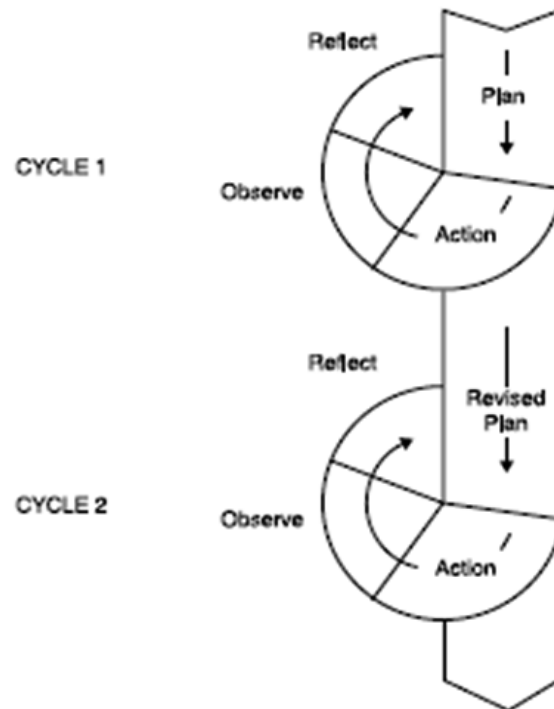 Reflect
Plan
CYCLE 1
Observe
Action
Reflect
Revised
Plan
CYCLE 2
Observe
Action